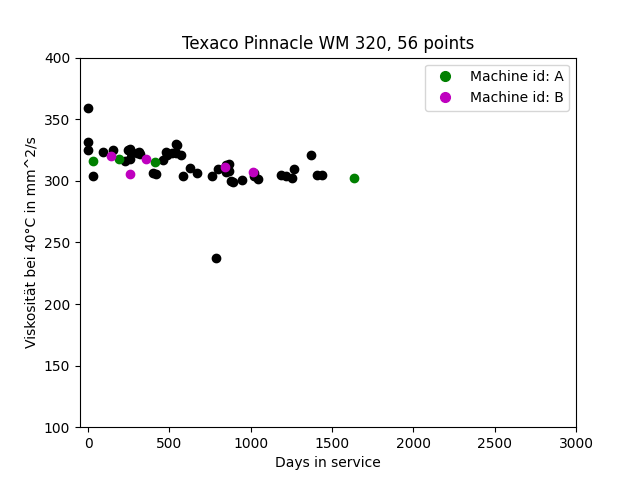 Texaco Pinnacle WM 320, 56 points
Machine id: A
Machine id: B
Viskosität bei 40°C in mm^2/s
400
350
300
250
200
150
100
0 500 1000 1500 2000 2500 3000
Days in service